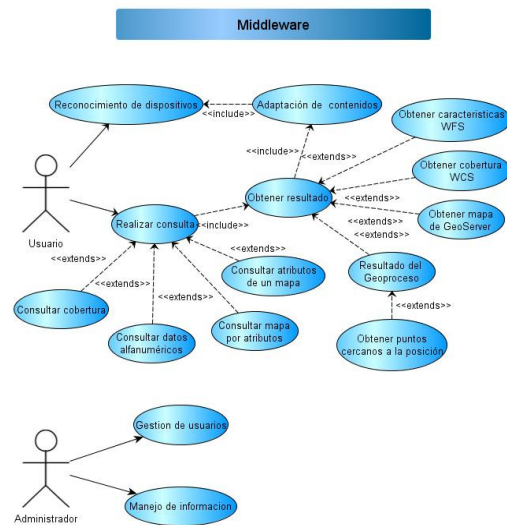 Middleware
Reconocimiento de dispositivos
Adaptación de contenidos
<<include>>
Obtener caracteristicas
WFS
<<include>>
<<extends>>
Obtener cobertura
WCS
Obtener resultado
<<extends>>
Usuario
Realizar consulta
<<include>>
<<extends>>
<<extends>>
Obtener mapa
de GeoServer
<<extends>>
<<extends>>
Consultar atributos
de un mapa
Resultado del
Geoproceso
<<extends>>
<<extends>>
<<extends>>
Consultar cobertura
Consultar datos
alfanuméricos
Consultar mapa
por atributos
Obtener puntos
cercanos a la posición
Gestion de usuarios
Administrador
Manejo de informacion